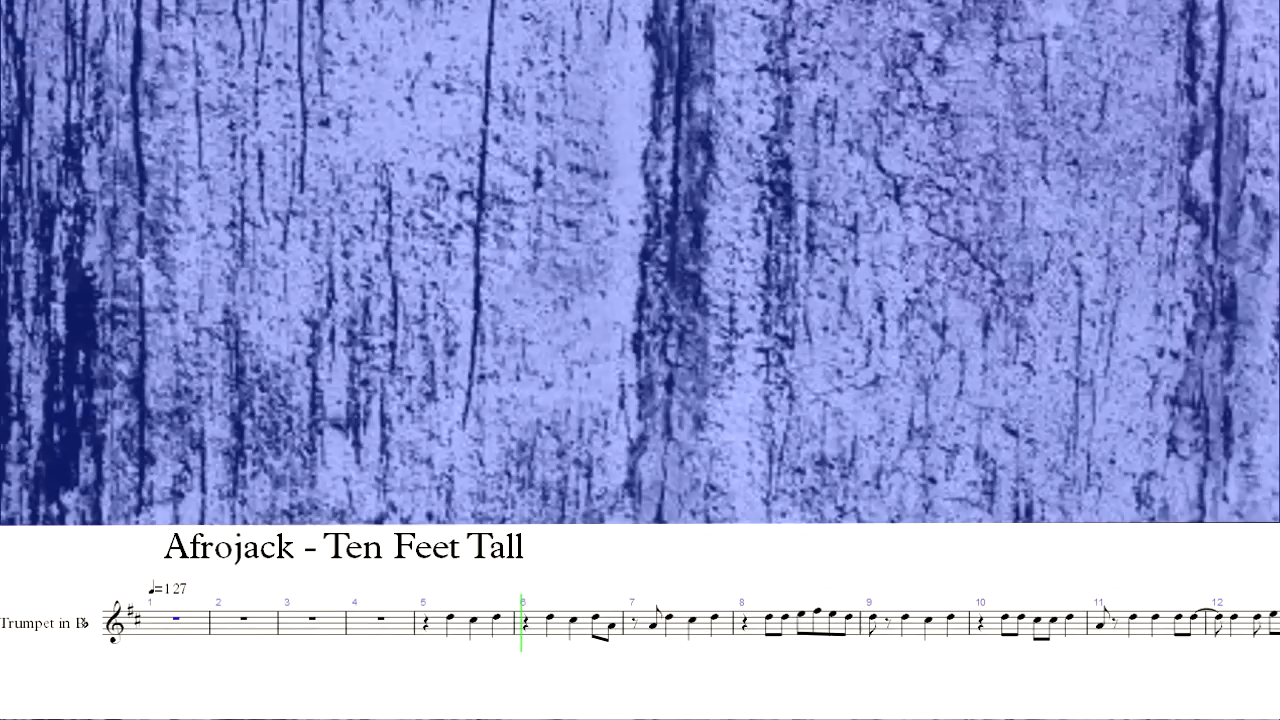 Afrojack - Ten Feet Tall
♩=127
1 2 3 4 5 6 7 8 9 10 11 12
Trumpet in B♭